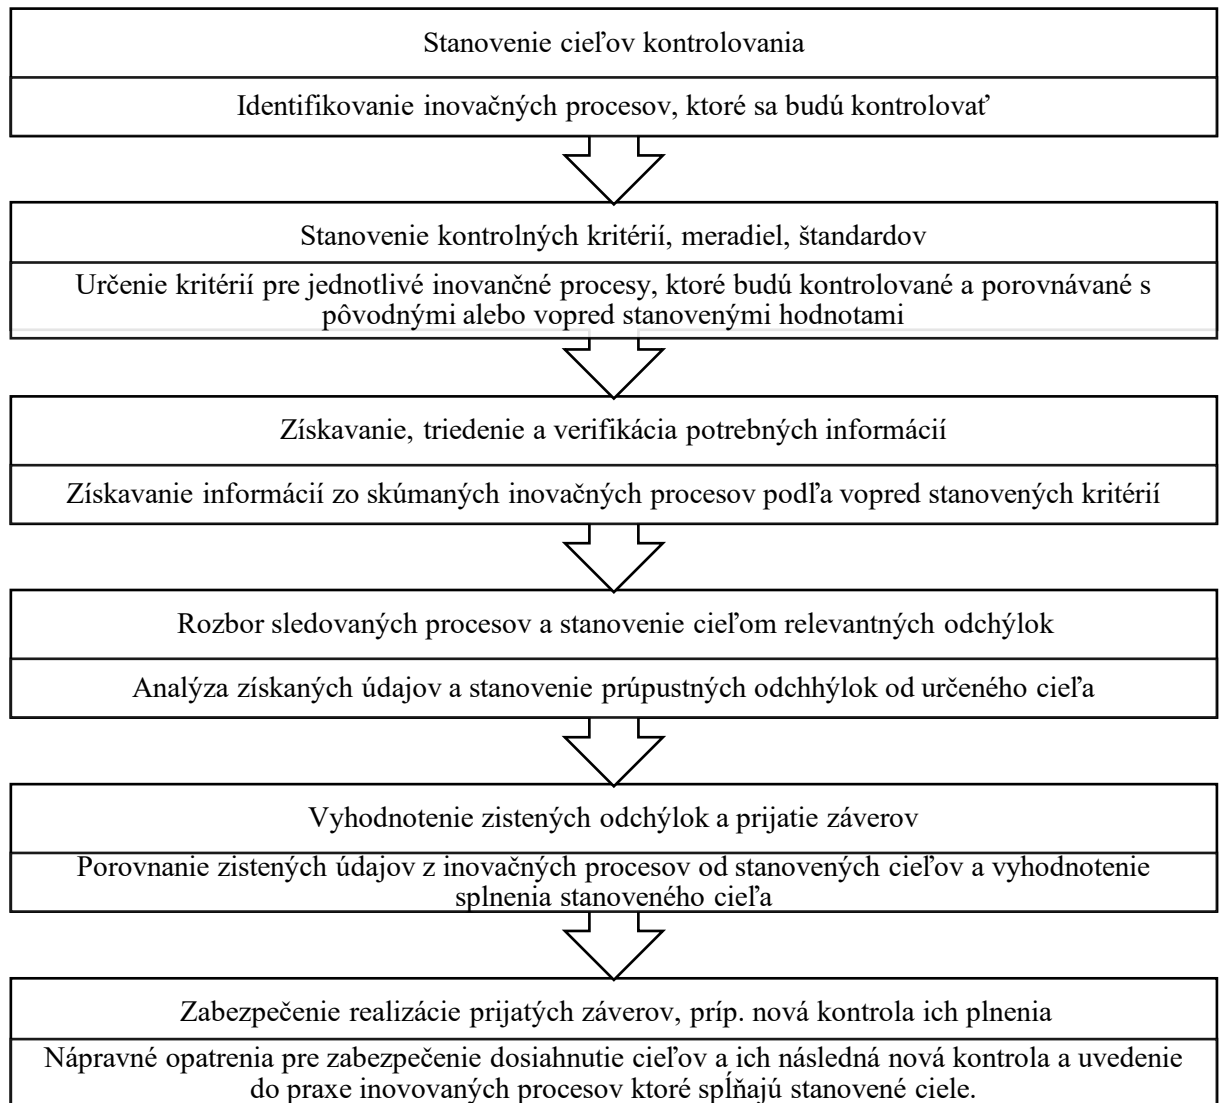 Stanovenie cieľov kontrolovania
Identifikovanie inovačných procesov, ktoré sa budú kontrolovať
Stanovenie kontrolných kritérií, meradiel, štandardov
Určenie kritérií pre jednotlivé inovančné procesy, ktoré budú kontrolované a porovnávané s
pôvodnými alebo vopred stanovenými hodnotami
Získavanie, triedenie a verifikácia potrebných informácií
Získavanie informácií zo skúmaných inovačných procesov podľa vopred stanovených kritérií
Rozbor sledovaných procesov a stanovenie cieľom relevantných odchýlok
Analýza získaných údajov a stanovenie prúpustných odchhýlok od určeného cieľa
Vyhodnotenie zistených odchýlok a prijatie záverov
Porovnanie zistených údajov z inovačných procesov od stanovených cieľov a vyhodnotenie
splnenia stanoveného cieľa
Zabezpečenie realizácie prijatých záverov, príp. nová kontrola ich plnenia
Nápravné opatrenia pre zabezpečenie dosiahnutie cieľov a ich následná nová kontrola a uvedenie
do praxe inovovaných procesov ktoré spĺňajú stanovené ciele.